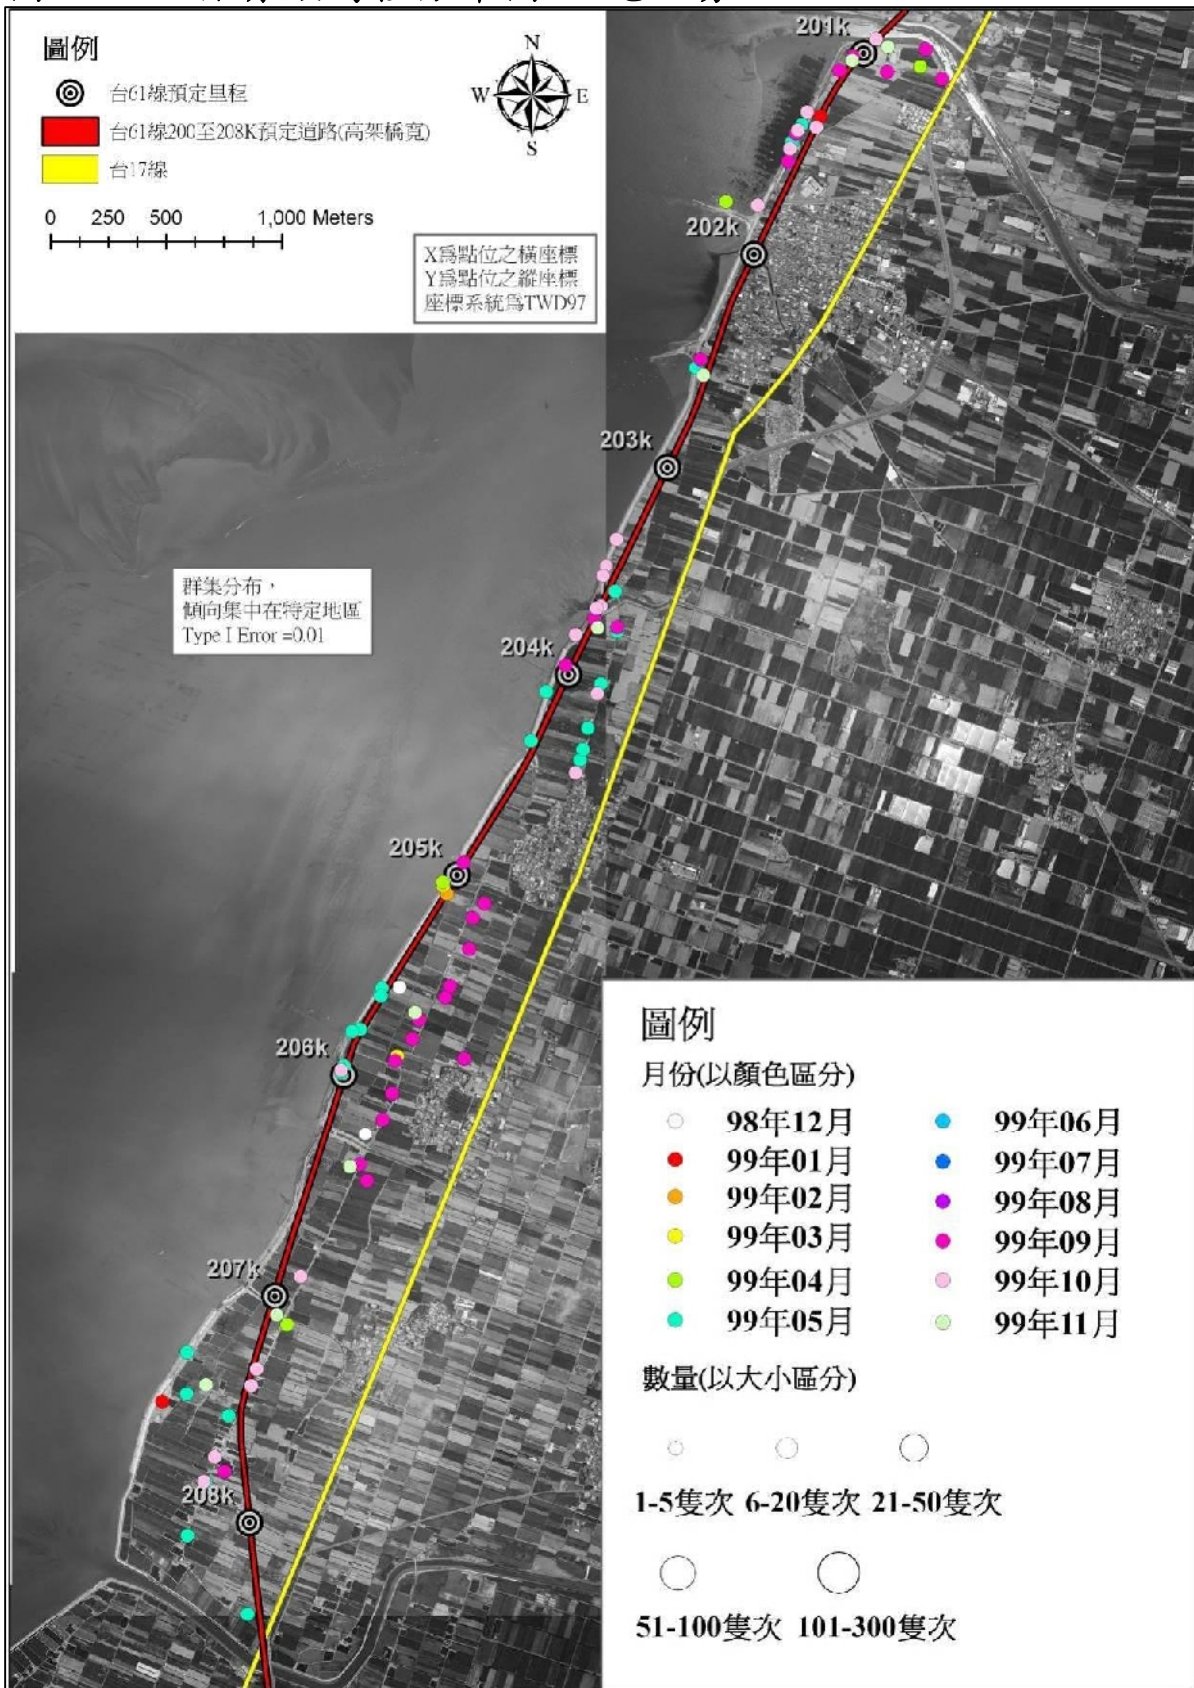 圖例
台61線預定里程
台61線200至208K預定道路(高架橋寬)
台17線
0 250 500 1,000 Meters
N
W E
S
X為點位之橫座標
Y為點位之縱座標
座標系統為TWD97
201k
202k
203k
群集分布，
傾向集中在特定地區
Type I Error =0.01
204k
205k
206k
207k
208k
圖例
月份(以顏色區分)
98年12月 99年06月
99年01月 99年07月
99年02月 99年08月
99年03月 99年09月
99年04月 99年10月
99年05月 99年11月
數量(以大小區分)
1-5隻次 6-20隻次 21-50隻次
51-100隻次 101-300隻次